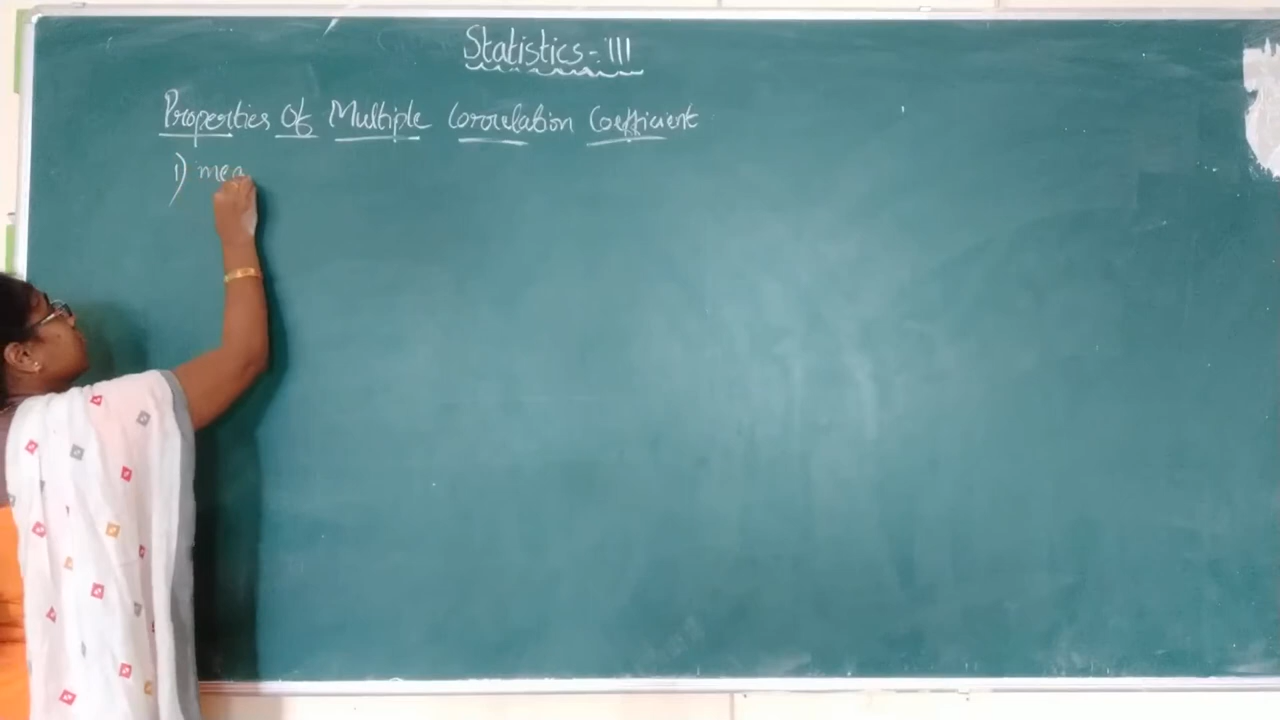 Statistics - III
Properties Of Multiple Correlation Coefficient
1) mea